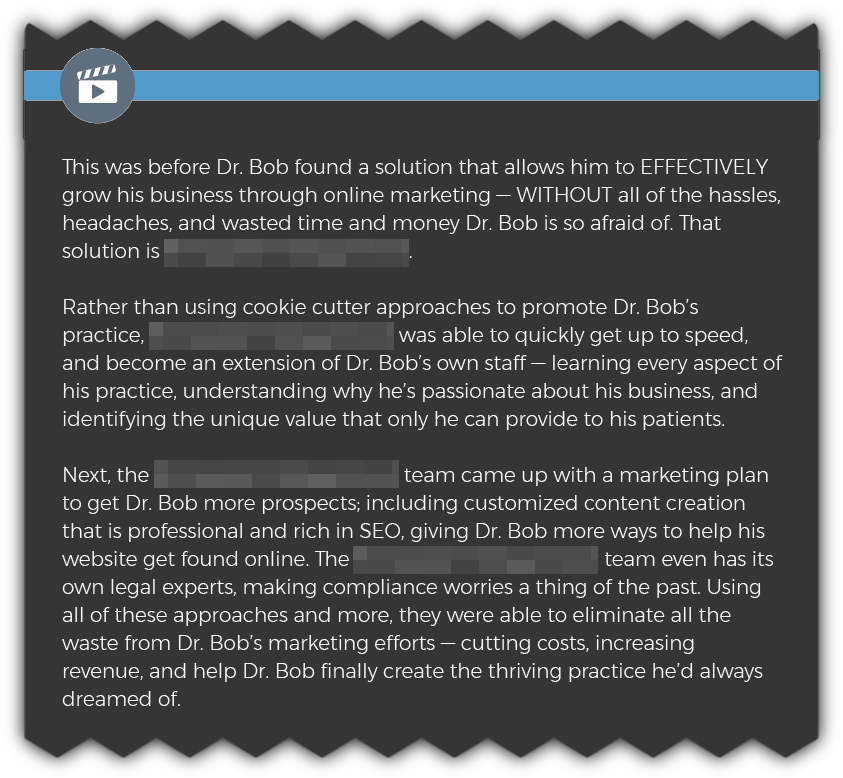 This was before Dr. Bob found a solution that allows him to EFFECTIVELY
grow his business through online marketing — WITHOUT all of the hassles,
headaches, and wasted time and money Dr. Bob is so afraid of. That
solution is .
Rather than using cookie cutter approaches to promote Dr. Bob’s
practice, was able to quickly get up to speed,
and become an extension of Dr. Bob’s own staff — learning every aspect of
his practice, understanding why he’s passionate about his business, and
identifying the unique value that only he can provide to his patients.
Next, the team came up with a marketing plan
to get Dr. Bob more prospects; including customized content creation
that is professional and rich in SEO, giving Dr. Bob more ways to help his
website get found online. The team even has its
own legal experts, making compliance worries a thing of the past. Using
all of these approaches and more, they were able to eliminate all the
waste from Dr. Bob’s marketing efforts — cutting costs, increasing
revenue, and help Dr. Bob finally create the thriving practice he’d always
dreamed of.